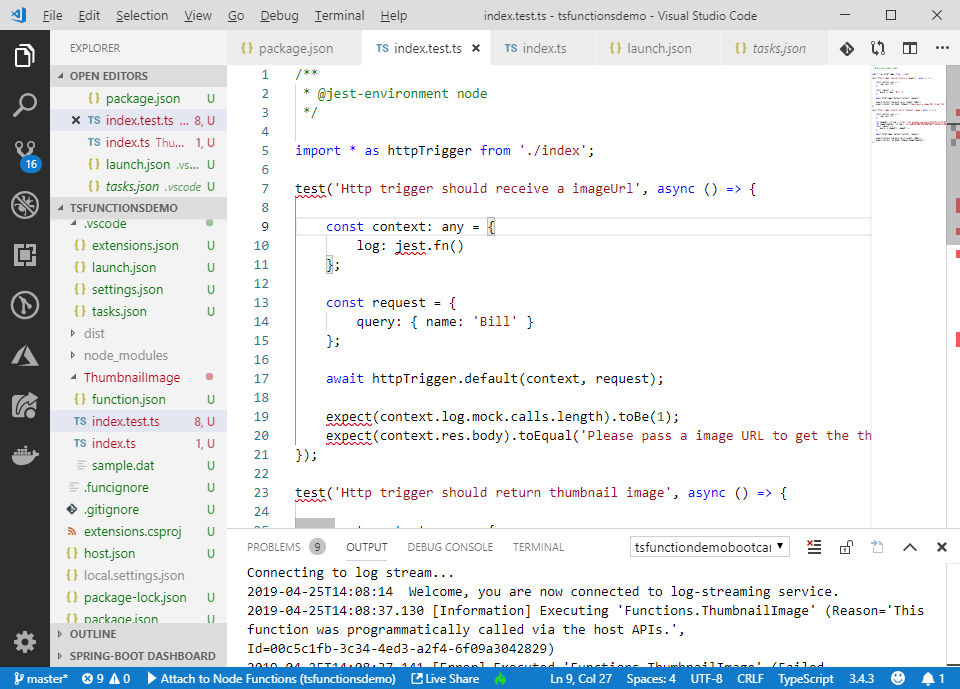 File Edit Selection View Go Debug Terminal Help index.test.ts - tsfunctionsdemo - Visual Studio Code
EXPLORER
OPEN EDITORS
{} package.json U
TS index.test.ts ... 8, U
TS index.ts Thu... 1, U
{} launch.json .vs... U
{} tasks.json .vscode U
TSFUNCTIONSDEMO
.vscode
{} extensions.json U
{} launch.json U
{} settings.json U
{} tasks.json U
dist
node_modules
ThumbnailImage
{} function.json U
TS index.test.ts 8, U
TS index.ts 1, U
sample.dat U
.funcignore U
.gitignore U
extensions.csproj U
{} host.json U
{} local.settings.json
{} package-lock.json U
{} package.json U
OUTLINE
SPRING-BOOT DASHBOARD
16
{} package.json TS index.test.ts TS index.ts {} launch.json {} tasks.json
1 /**
2 * @jest-environment node
3 */
4
5 import * as httpTrigger from './index';
6
7 test('Http trigger should receive a imageUrl', async () => {
8
9 const context: any = {
10 log: jest.fn()
11 };
12
13 const request = {
14 query: { name: 'Bill' }
15 };
16
17 await httpTrigger.default(context, request);
18
19 expect(context.log.mock.calls.length).toBe(1);
20 expect(context.res.body).toEqual('Please pass a image URL to get the th
21 });
22
23 test('Http trigger should return thumbnail image', async () => {
24
PROBLEMS 9 OUTPUT DEBUG CONSOLE TERMINAL tsfunctiondemobootcar
Connecting to log stream...
2019-04-25T14:08:14 Welcome, you are now connected to log-streaming service.
2019-04-25T14:08:37.130 [Information] Executing 'Functions.ThumbnailImage' (Reason='This
function was programmatically called via the host APIs.',
Id=00c5c1fb-3c34-4ed3-a2f4-6f09a3042829)
2019-04-25T14:08:37.141 [Error] Executed 'Functions.ThumbnailImage' (Failed,
master* 9 0 Attach to Node Functions (tsfunctionsdemo) Live Share Ln 9, Col 27 Spaces: 4 UTF-8 CRLF TypeScript 3.4.3 1